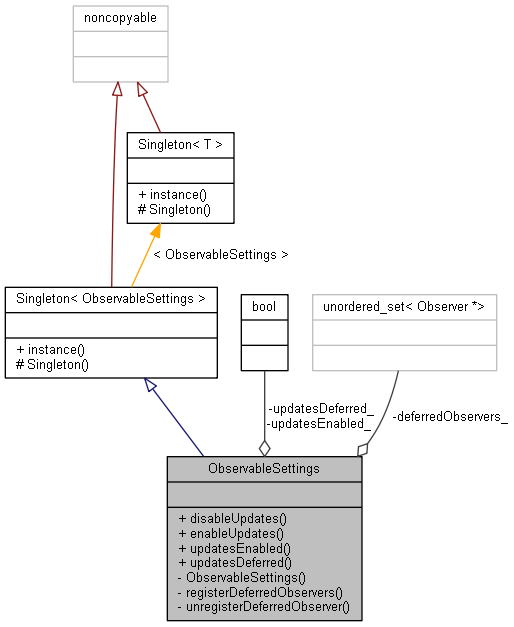 noncopyable
Singleton< T >
+ instance()
# Singleton()
< ObservableSettings >
Singleton< ObservableSettings >
+ instance()
# Singleton()
bool
unordered_set< Observer *>
-updatesDeferred_
-updatesEnabled_
-deferredObservers_
ObservableSettings
+ disableUpdates()
+ enableUpdates()
+ updatesEnabled()
+ updatesDeferred()
- ObservableSettings()
- registerDeferredObservers()
- unregisterDeferredObserver()